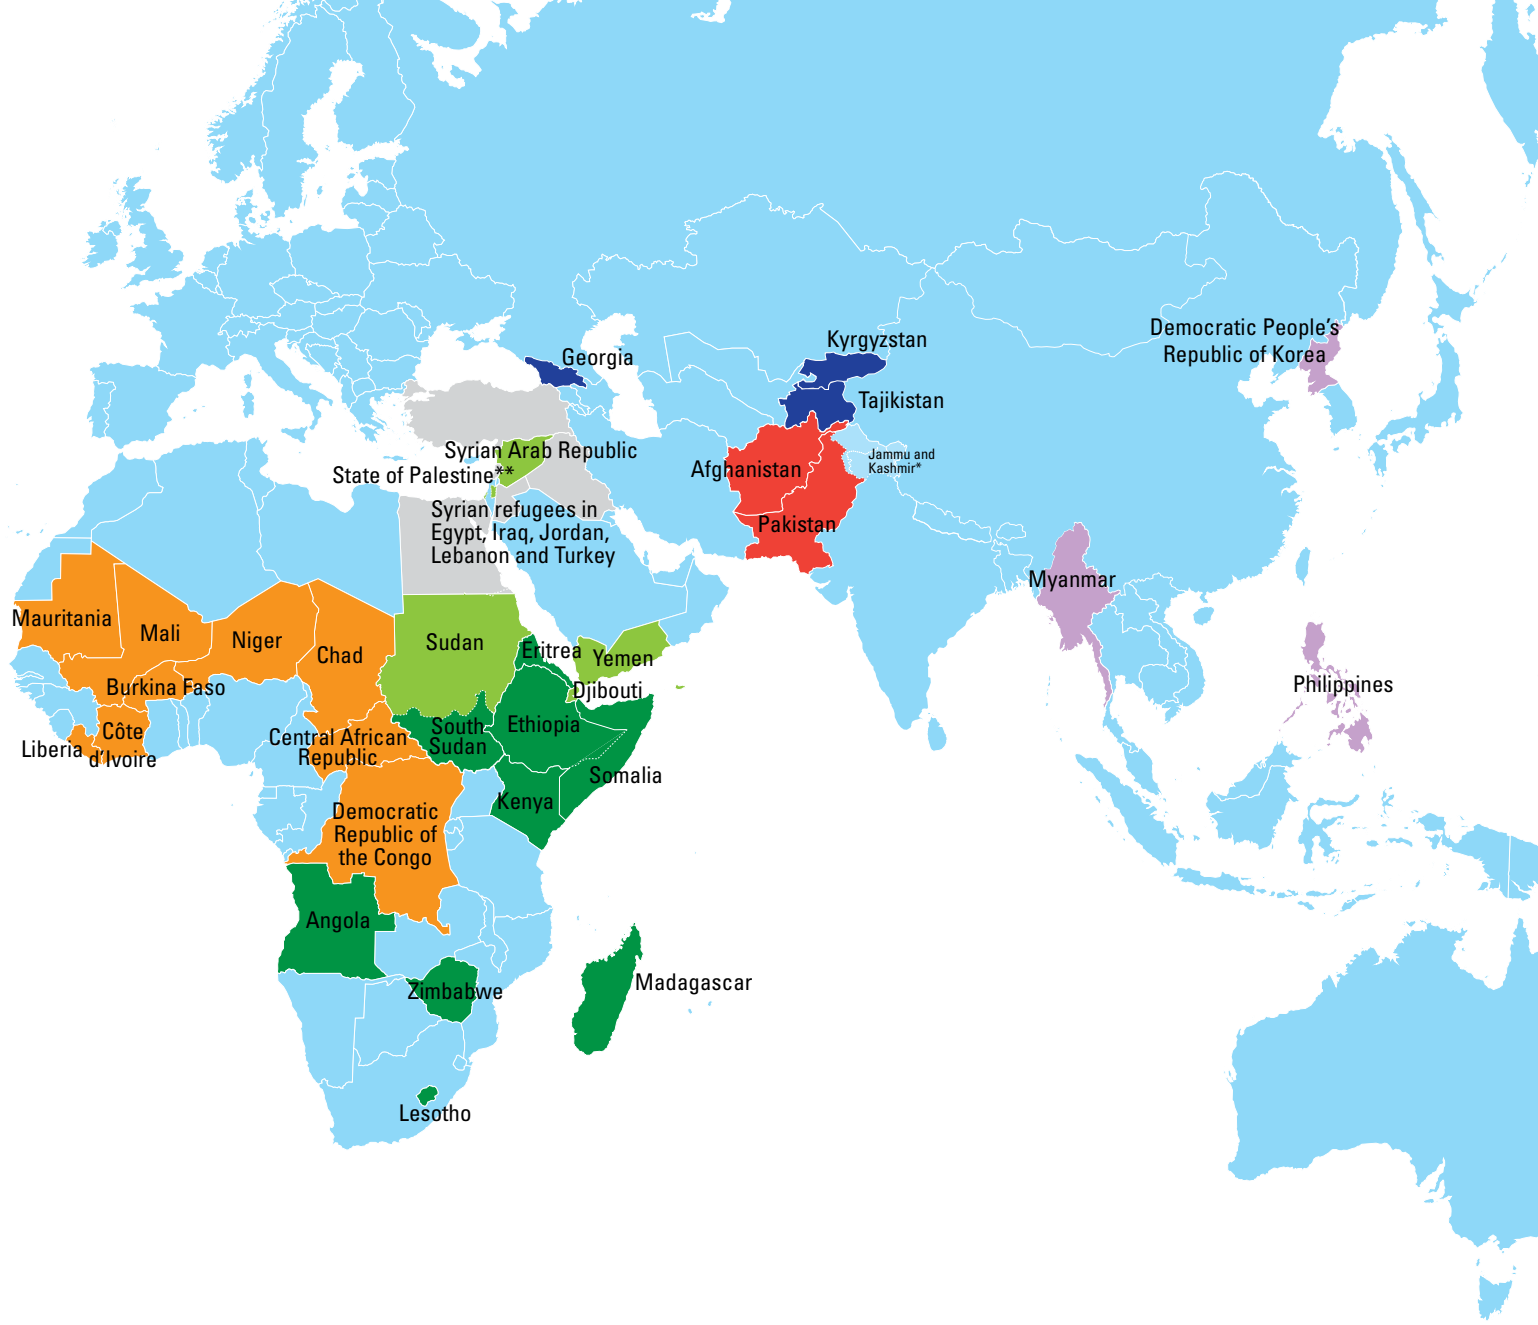 Democratic People's
Republic of Korea
Kyrgyzstan
Georgia
Tajikistan
Syrian Arab Republic
Jammu and
Kashmir*
Afghanistan
State of Palestine**
Syrian refugees in
Egypt, Iraq, Jordan,
Lebanon and Turkey
Pakistan
Myanmar
Mauritania
Mali
Niger
Chad
Sudan
Eritrea
Yemen
Burkina Faso
Djibouti
Philippines
Côte
d'Ivoire
Liberia
Central African
Republic
South
Sudan
Ethiopia
Somalia
Kenya
Democratic
Republic of
the Congo
Angola
Madagascar
Zimbabwe
Lesotho